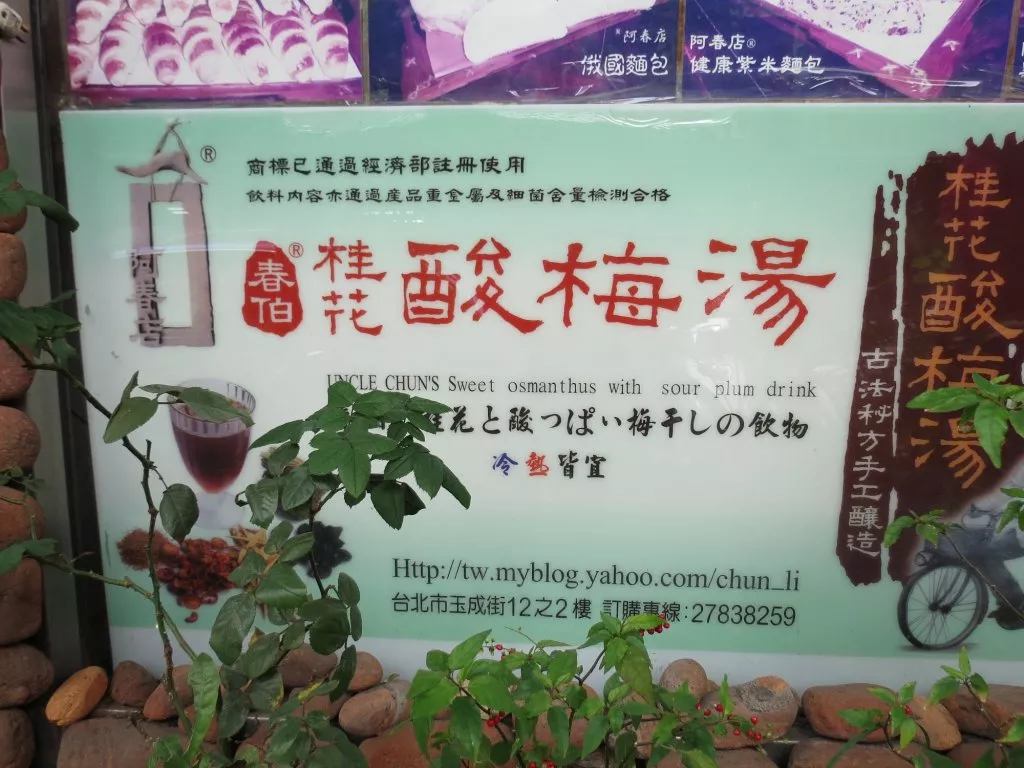 阿春店
俄國麵包
阿春店®
健康紫米麵包
®
阿春店
商標已通過經濟部註冊使用
飲料內容亦通過産品重金屬及細菌含量檢測合格
春伯® 桂花酸梅湯
UNCLE CHUN'S Sweet osmanthus with sour plum drink
桂花と酸っぱい梅干しの飲物
冷熱皆宜
Http://tw.myblog.yahoo.com/chun_li
台北市玉成街12之2樓 訂購專線:27838259
桂花酸梅湯
古法秘方手工釀造